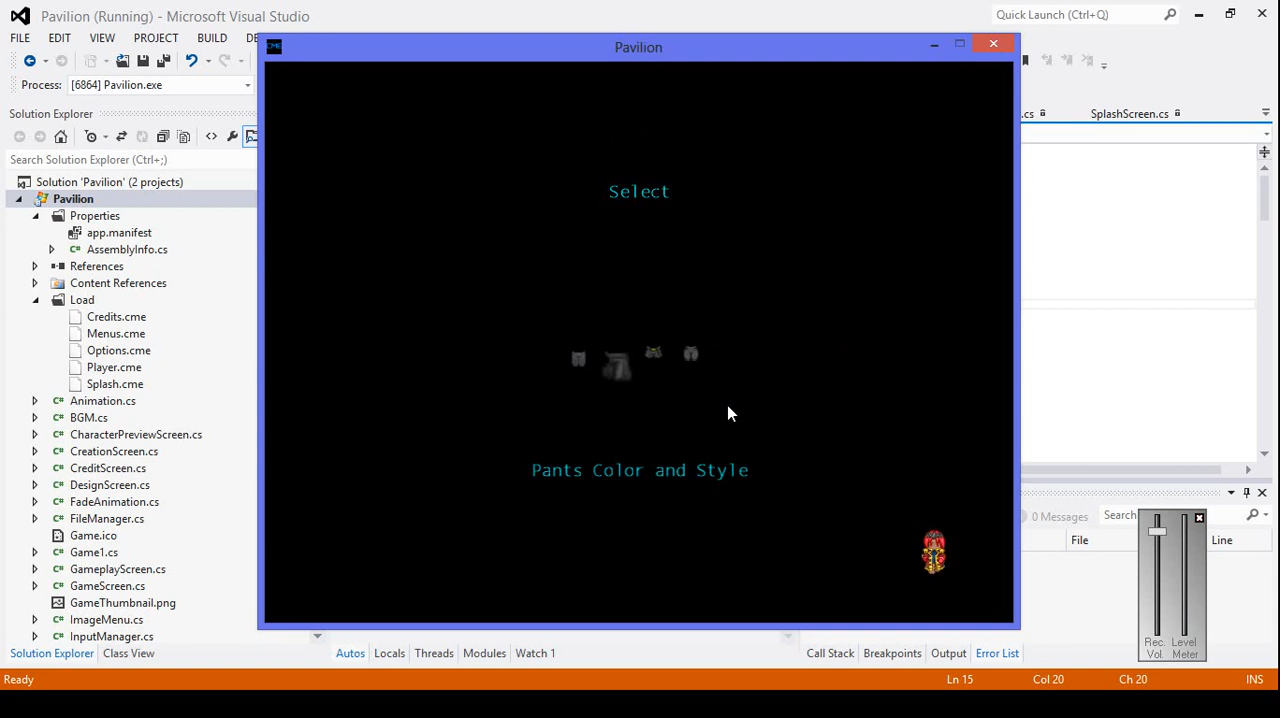 Pavilion (Running) - Microsoft Visual Studio
Quick Launch (Ctrl+Q)
FILE EDIT VIEW PROJECT BUILD DE
Pavilion
CME
Process: [6864] Pavilion.exe
Solution Explorer
.cs
SplashScreen.cs
Search Solution Explorer (Ctrl+;)
Solution 'Pavilion' (2 projects)
Pavilion
Properties
app.manifest
AssemblyInfo.cs
References
Content References
Load
Credits.cme
Menus.cme
Options.cme
Player.cme
Splash.cme
Animation.cs
BGM.cs
CharacterPreviewScreen.cs
CreationScreen.cs
CreditScreen.cs
DesignScreen.cs
FadeAnimation.cs
FileManager.cs
Game.ico
Game1.cs
GameplayScreen.cs
GameScreen.cs
GameThumbnail.png
ImageMenu.cs
InputManager.cs
Select
Pants Color and Style
0 Messages
Search
File
Line
Rec. Vol.
Level Meter
Solution Explorer Class View
Autos Locals Threads Modules Watch 1
Call Stack Breakpoints Output Error List
Ready
Ln 15 Col 20 Ch 20 INS